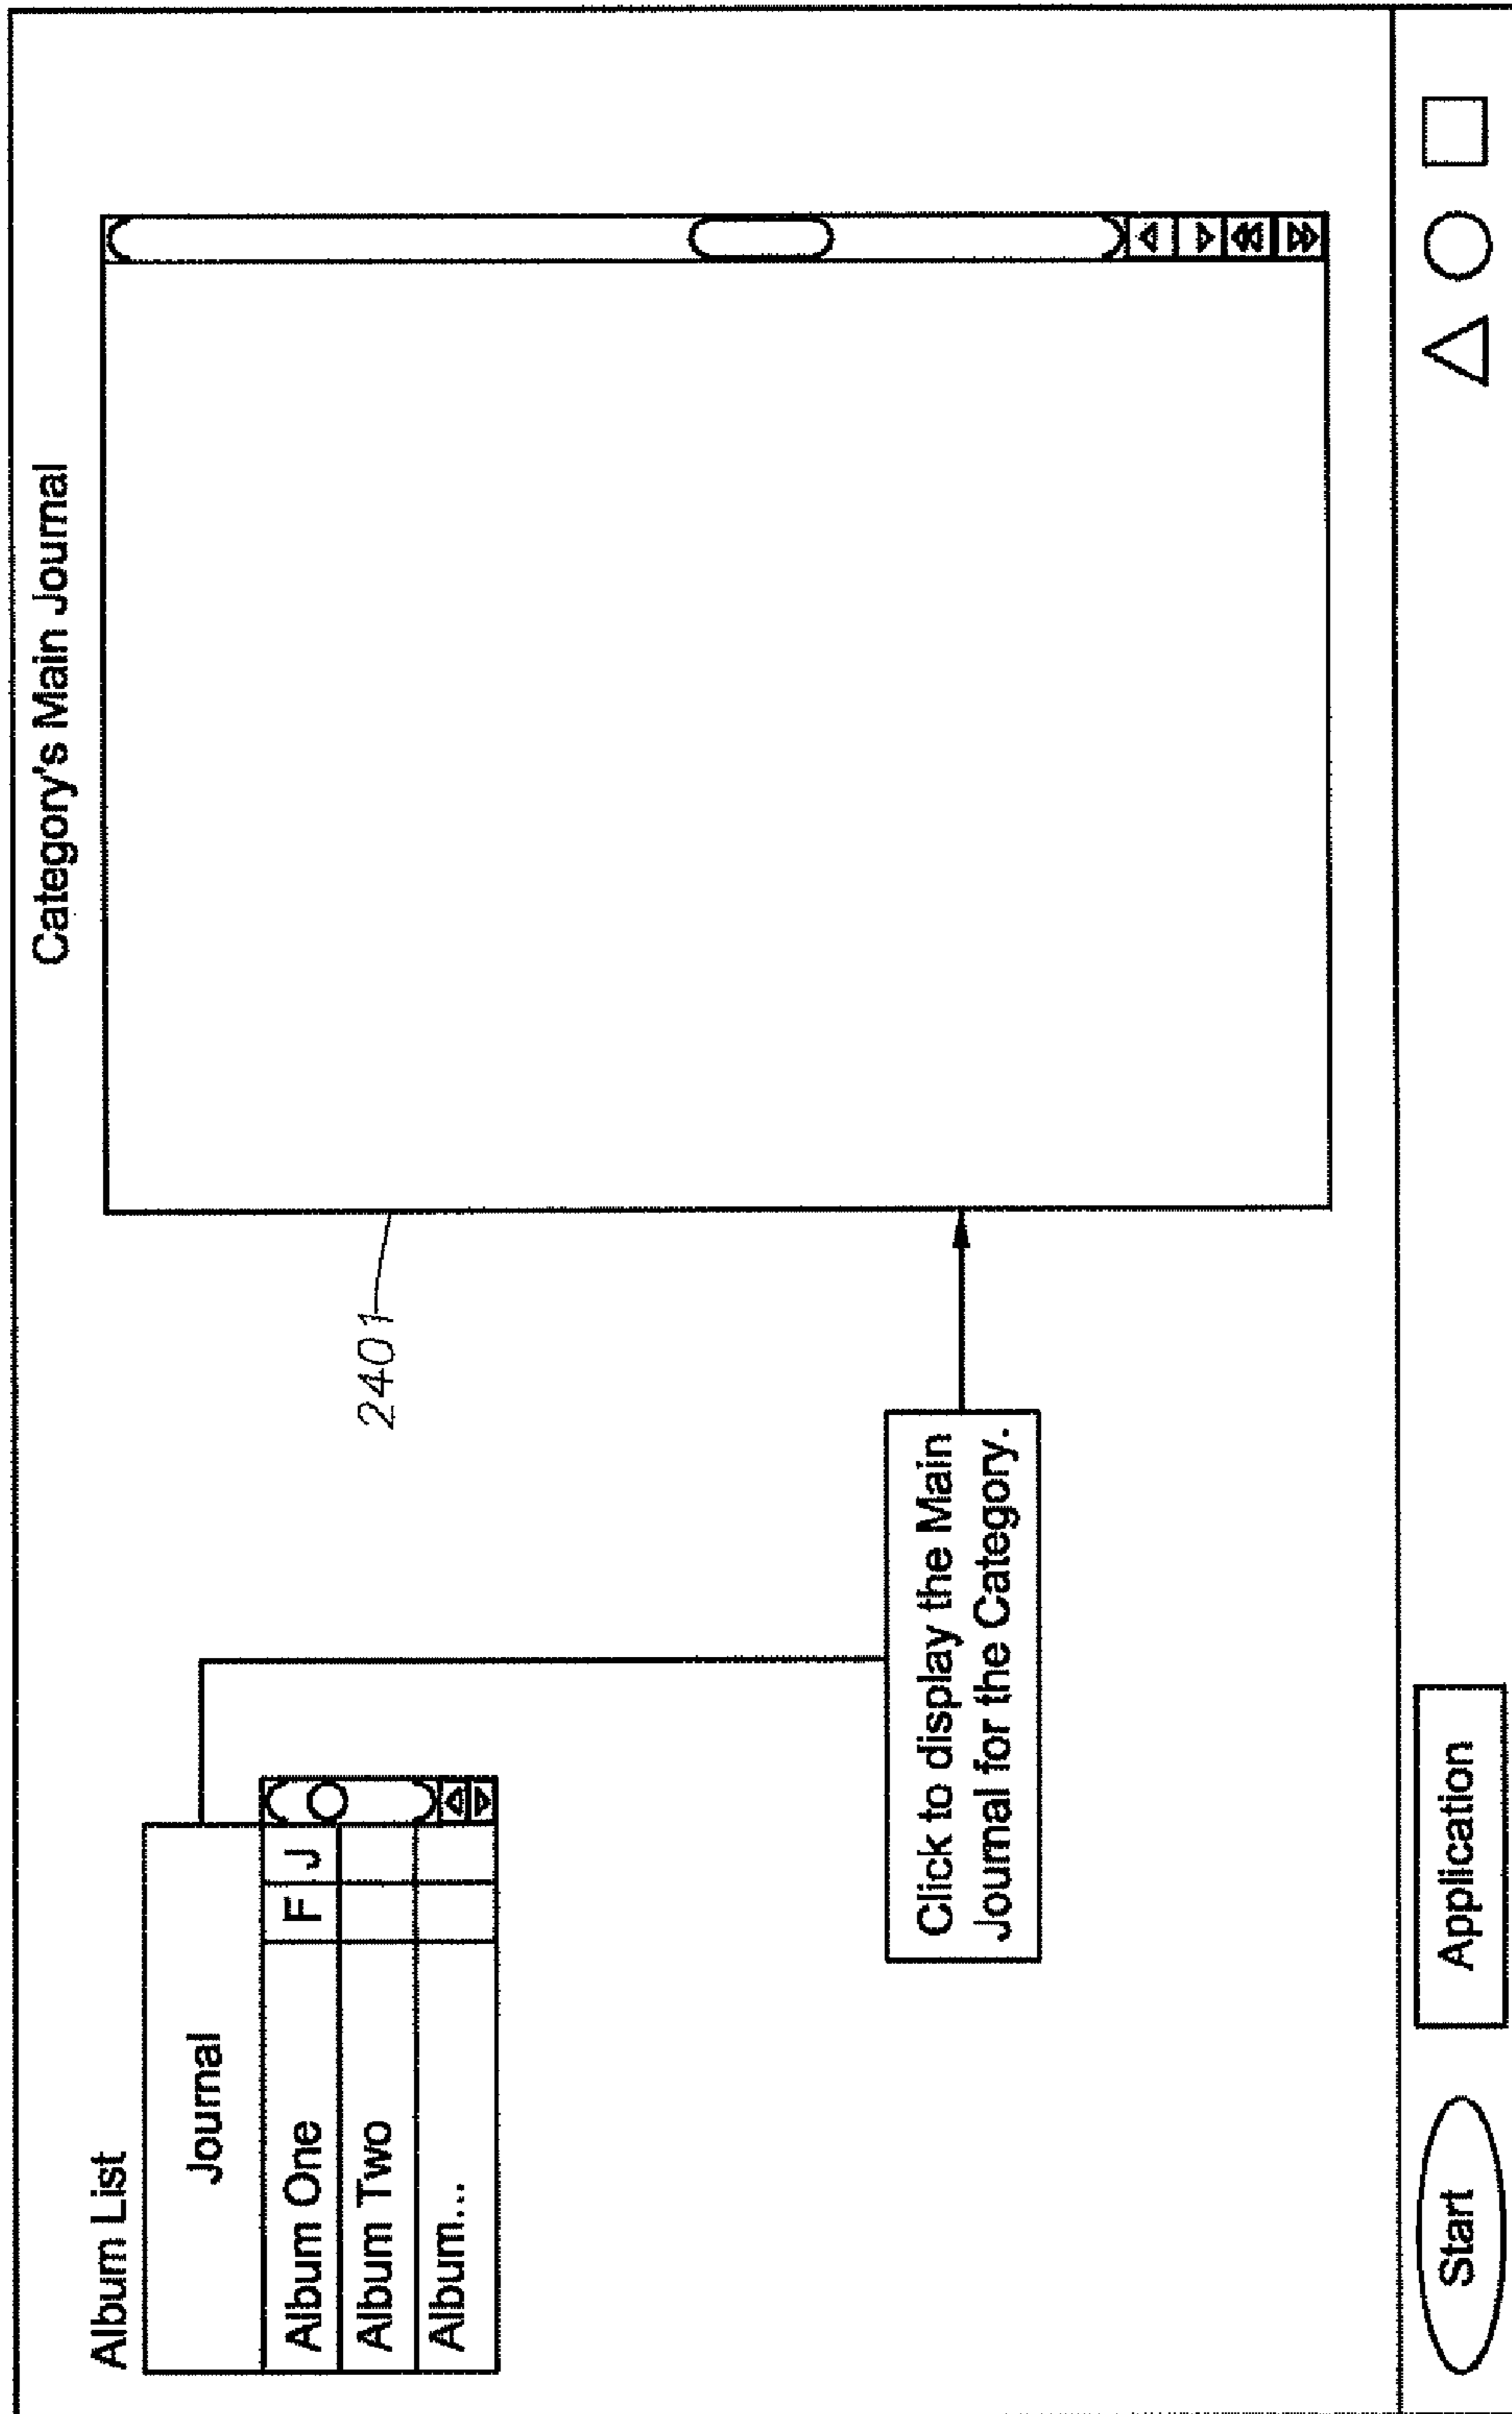 Category's Main Journal
Album List
Journal
Album One F J
Album Two
Album...
2401
Click to display the Main
Journal for the Category.
Start
Application